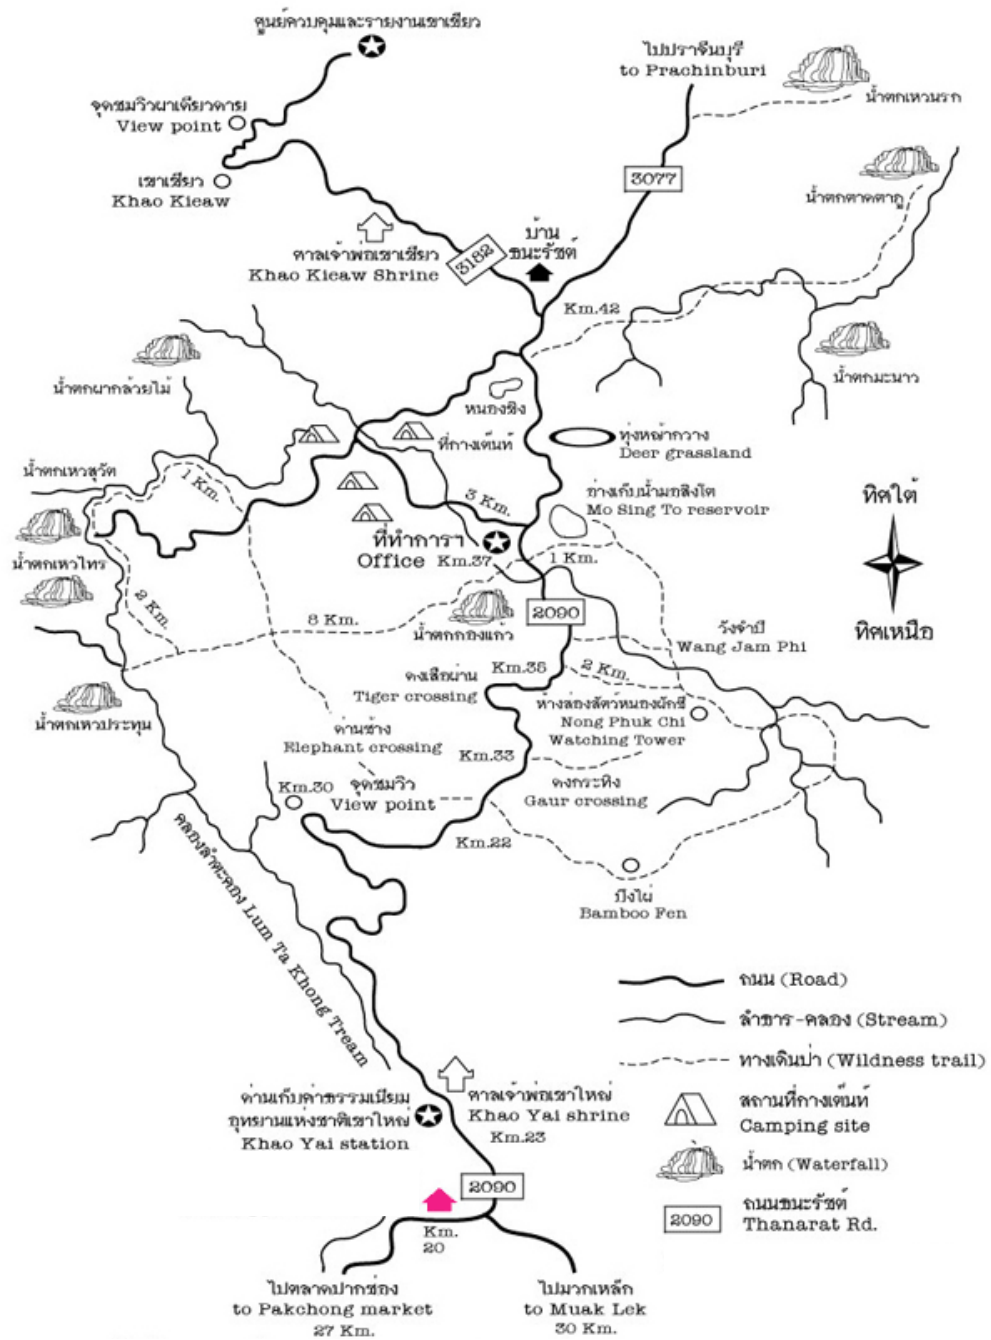 ศูนย์ควบคุมและรายงานเขาเขียว
ไปปราจีนบุรี
to Prachinburi
น้ำตกเหวนรก
จุดชมวิวผาเดียวดาย
View point
3077
เขาเขียว
Khao Kieaw
น้ำตกตาดตาภู
ศาลเจ้าพ่อเขาเขียว
Khao Kieaw Shrine
3182
บ้าน
ธนะรัชต์
Km.42
น้ำตกผากล้วยไม้
น้ำตกมะนาว
หนองขิง
ที่กางเต็นท์
ทุ่งหญ้ากวาง
Deer grassland
น้ำตกเหวสุวัต
1 Km.
3 Km.
อ่างเก็บน้ำมอสิงโต
Mo Sing To reservoir
ทิศใต้
ที่ทำการฯ
Office
Km.37
1 Km.
น้ำตกเหวไทร
2 Km.
8 Km.
น้ำตกกองแก้ว
2090
วังจำปี
Wang Jam Phi
ทิศเหนือ
Km.35
2 Km.
ดงเสือผ่าน
Tiger crossing
ห้างส่องสัตว์หนองผักชี
Nong Phuk Chi
Watching Tower
น้ำตกเหวประทุน
ด่านช้าง
Elephant crossing
Km.33
ดงกระทิง
Gaur crossing
Km.30
จุดชมวิว
View point
Km.22
บึงไผ่
Bamboo Fen
คลองลำตะคอง Lum Ta Khong Tream
ถนน (Road)
ลำธาร-คลอง (Stream)
ทางเดินป่า (Wildness trail)
สถานที่กางเต็นท์
Camping site
น้ำตก (Waterfall)
2090
ถนนธนะรัชต์
Thanarat Rd.
ด่านเก็บค่าธรรมเนียม
อุทยานแห่งชาติเขาใหญ่
Khao Yai station
ศาลเจ้าพ่อเขาใหญ่
Khao Yai shrine
Km.23
2090
Km.
20
ไปตลาดปากช่อง
to Pakchong market
27 Km.
ไปมวกเหล็ก
to Muak Lek
30 Km.